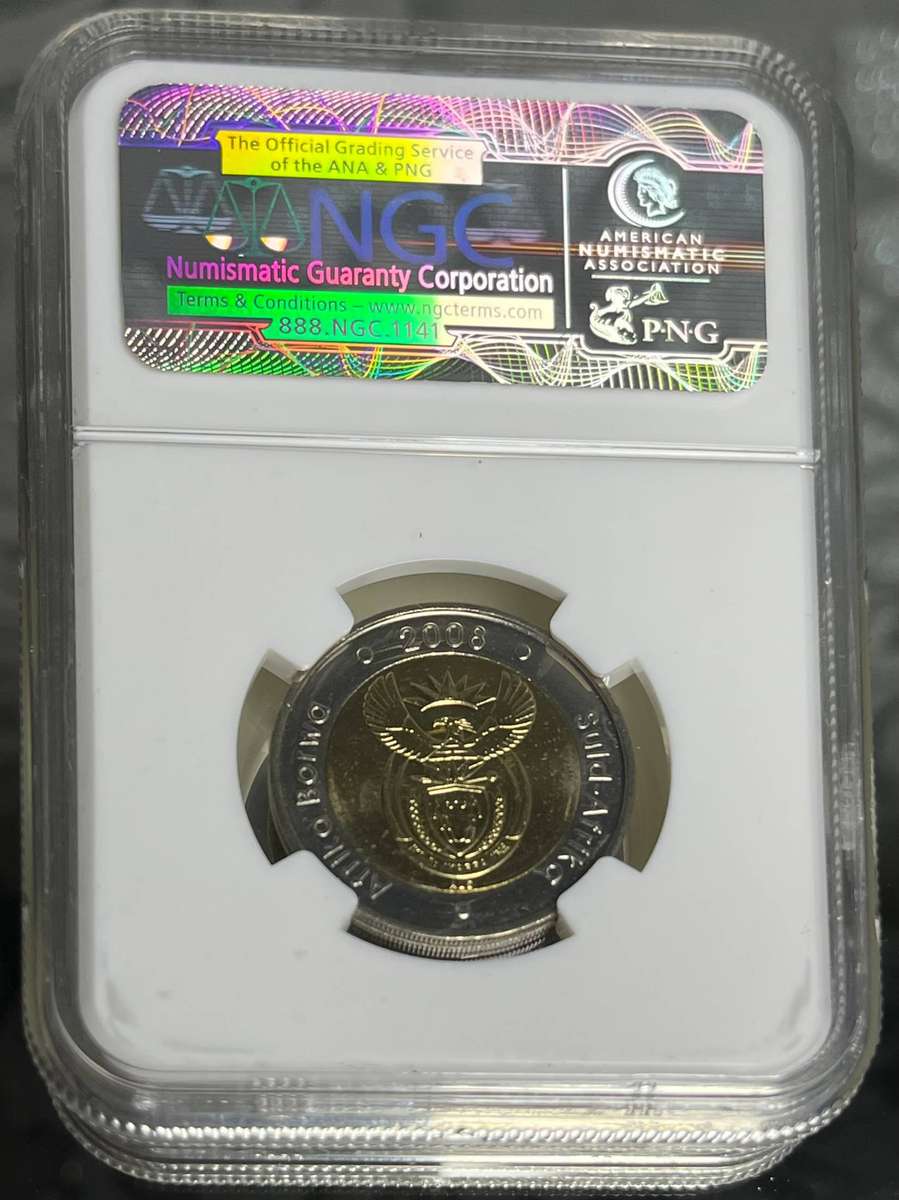 The Official Grading Service
of the ANA & PNG
NGC
Numismatic Guaranty Corporation
Terms & Conditions – www.ngcterms.com
888.NGC.1141
AMERICAN
NUMISMATIC
ASSOCIATION
P·N·G
2008
Afrika Borwa
Suid-Afrika